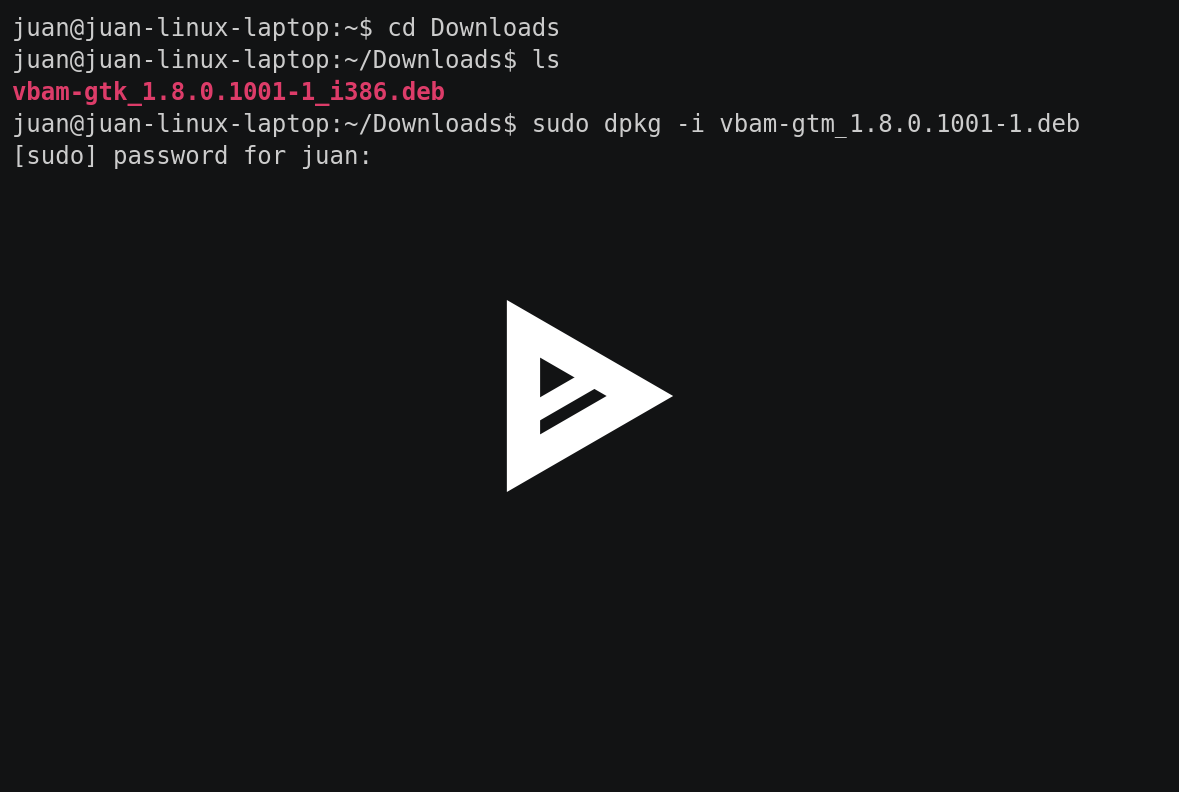 juan@juan-linux-laptop:~$ cd Downloads
juan@juan-linux-laptop:~/Downloads$ ls
vbam-gtk_1.8.0.1001-1_i386.deb
juan@juan-linux-laptop:~/Downloads$ sudo dpkg -i vbam-gtm_1.8.0.1001-1.deb
[sudo] password for juan: